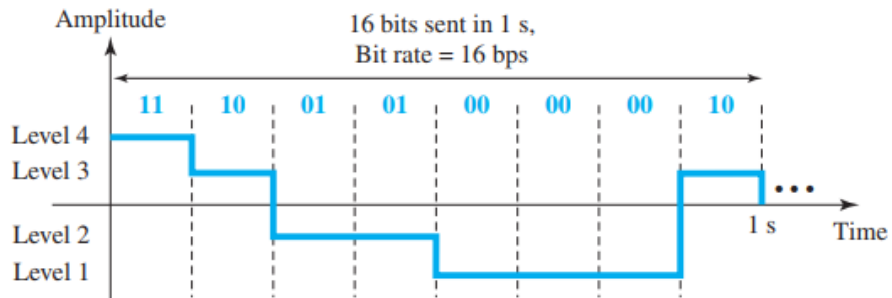 Amplitude
16 bits sent in 1 s,
Bit rate = 16 bps
11 10 01 01 00 00 00 10
Level 4
Level 3
Level 2
Level 1
1 s
Time